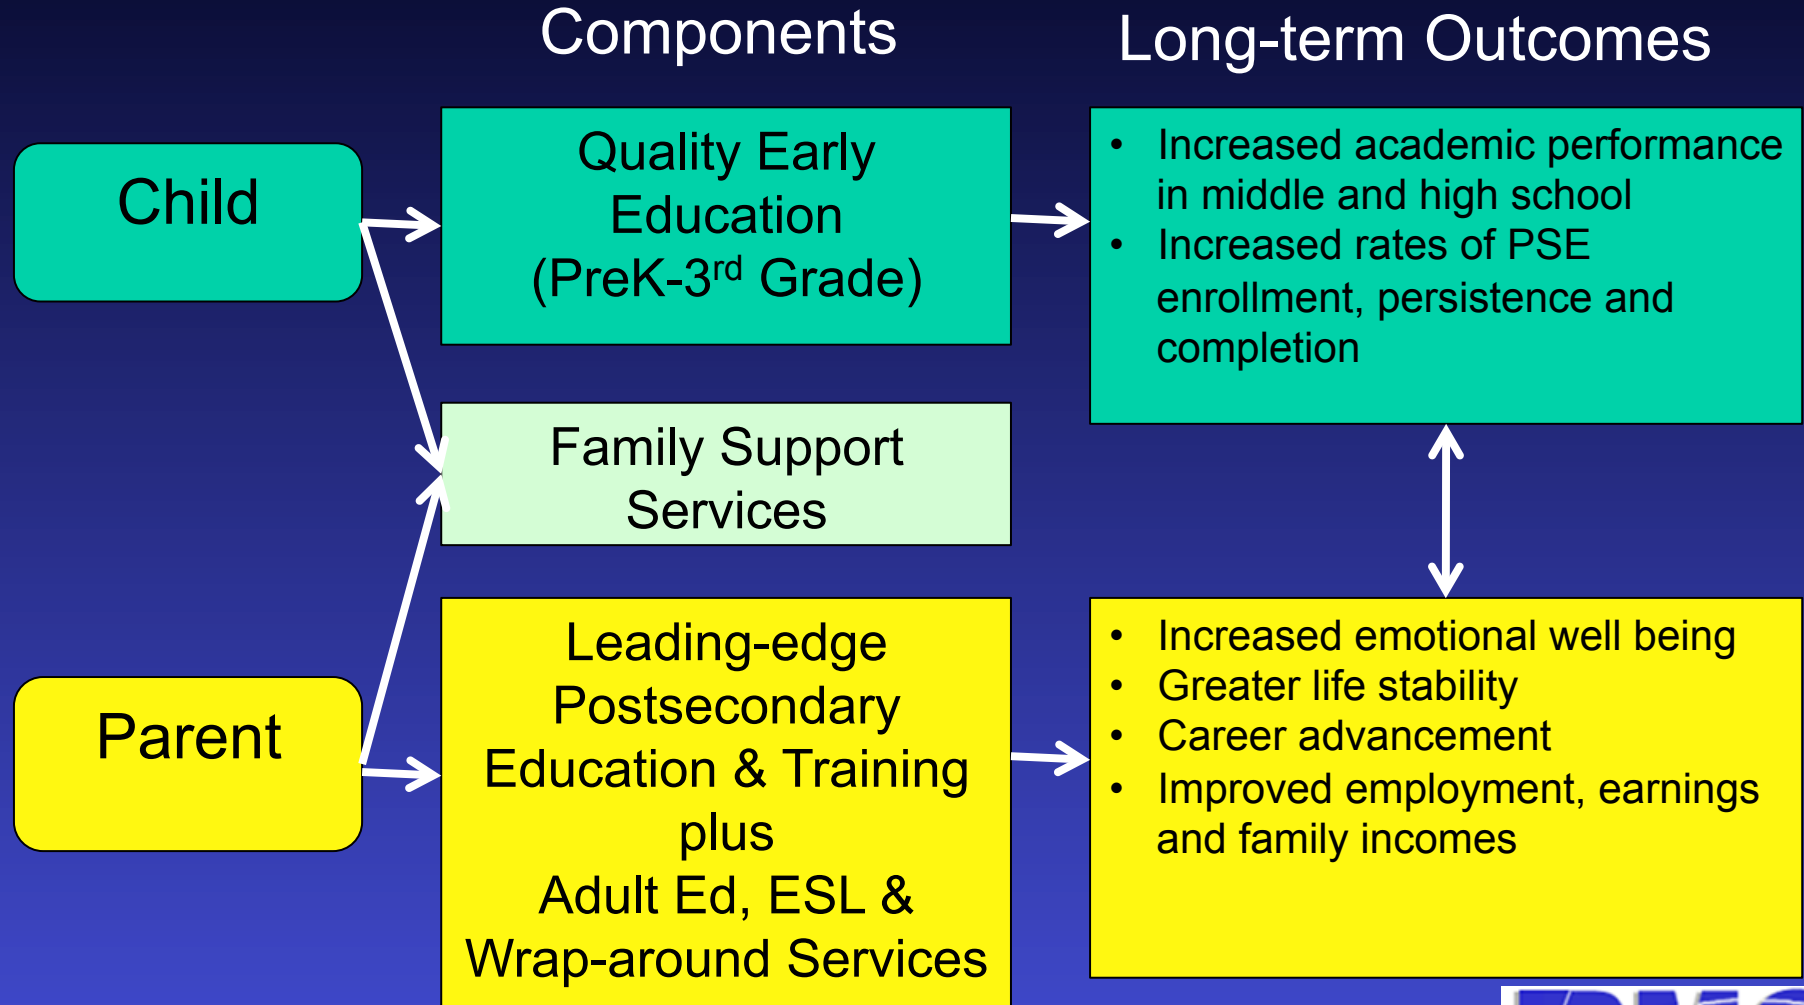 Components
Long-term Outcomes
Child
Quality Early
Education
(PreK-3rd Grade)
• Increased academic performance
in middle and high school
• Increased rates of PSE
enrollment, persistence and
completion
Family Support
Services
Parent
Leading-edge
Postsecondary
Education & Training
plus
Adult Ed, ESL &
Wrap-around Services
• Increased emotional well being
• Greater life stability
• Career advancement
• Improved employment, earnings
and family incomes